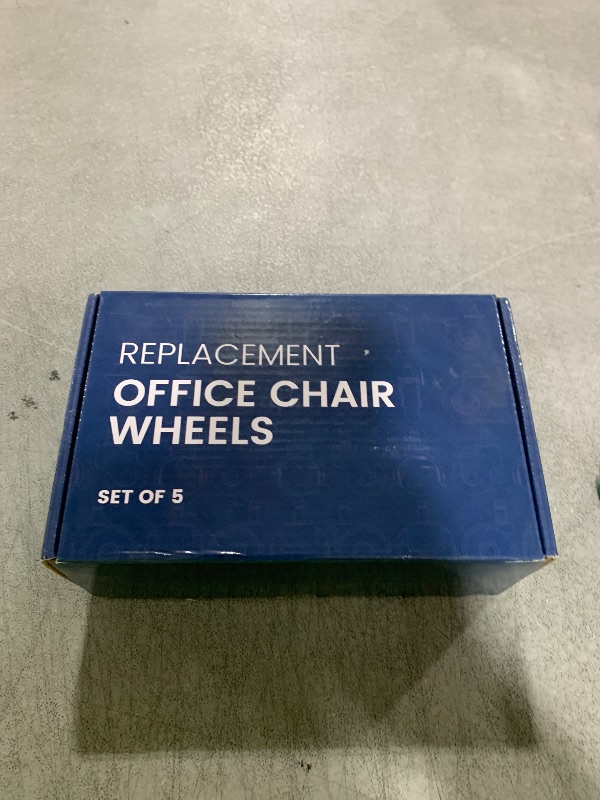 REPLACEMENT
OFFICE CHAIR
WHEELS
SET OF 5